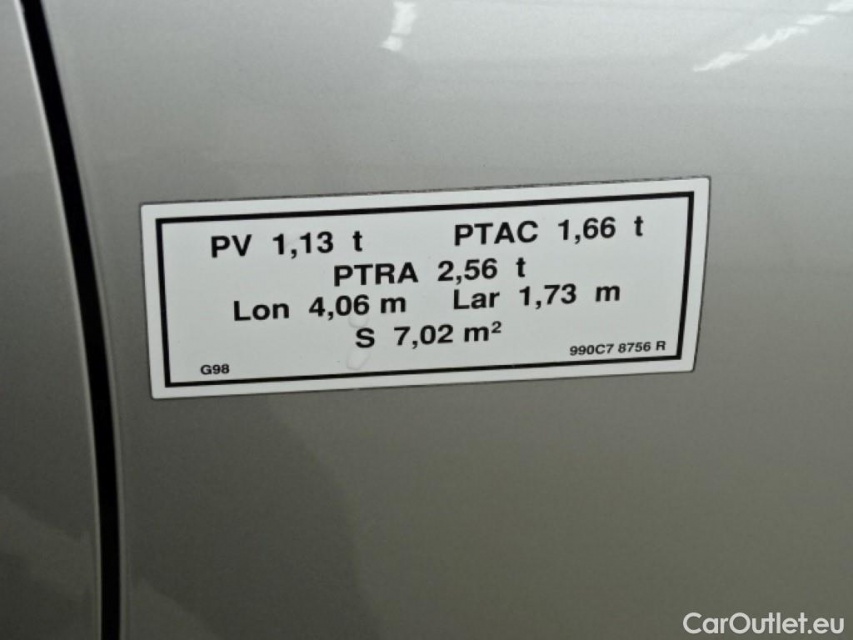 PV 1,13 t PTAC 1,66 t
PTRA 2,56 t
Lon 4,06 m Lar 1,73 m
S 7,02 m²
G98 990C7 8756 R
CarOutlet.eu